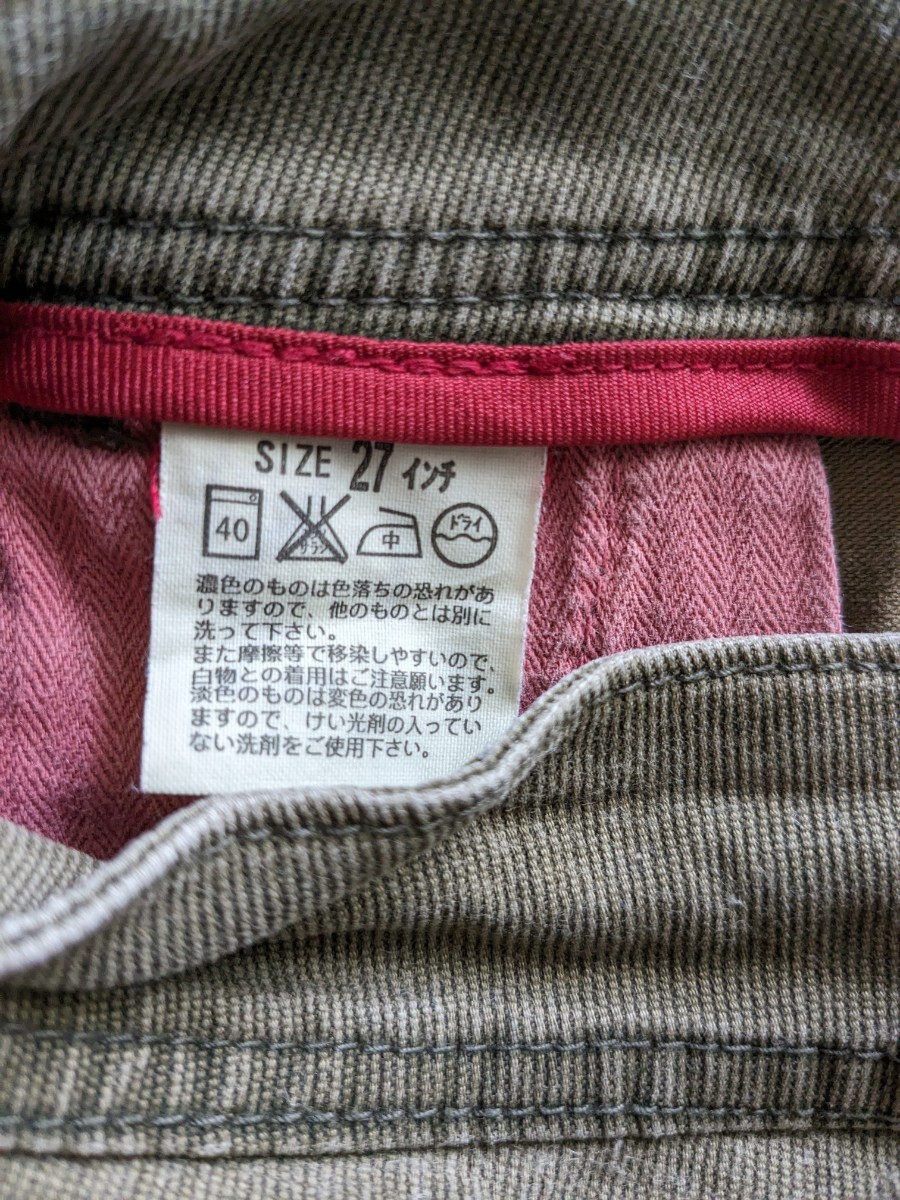 SIZE 27 インチ
40 中 ドライ
濃色のものは色落ちの恐れがあ
りますので、他のものとは別に
洗って下さい。
また摩擦等で移染しやすいので、
白物との着用はご注意願います。
淡色のものは変色の恐れがあり
ますので、けい光剤の入ってい
ない洗剤をご使用下さい。